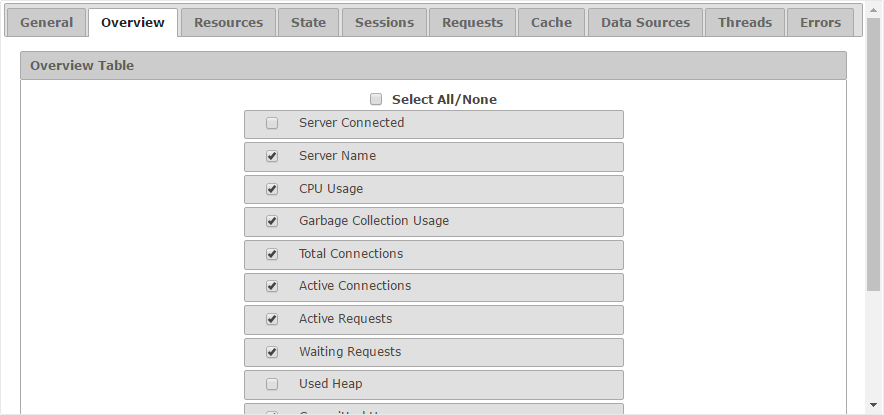 General Overview Resources State Sessions Requests Cache Data Sources Threads Errors
Overview Table
Select All/None
Server Connected
Server Name
CPU Usage
Garbage Collection Usage
Total Connections
Active Connections
Active Requests
Waiting Requests
Used Heap